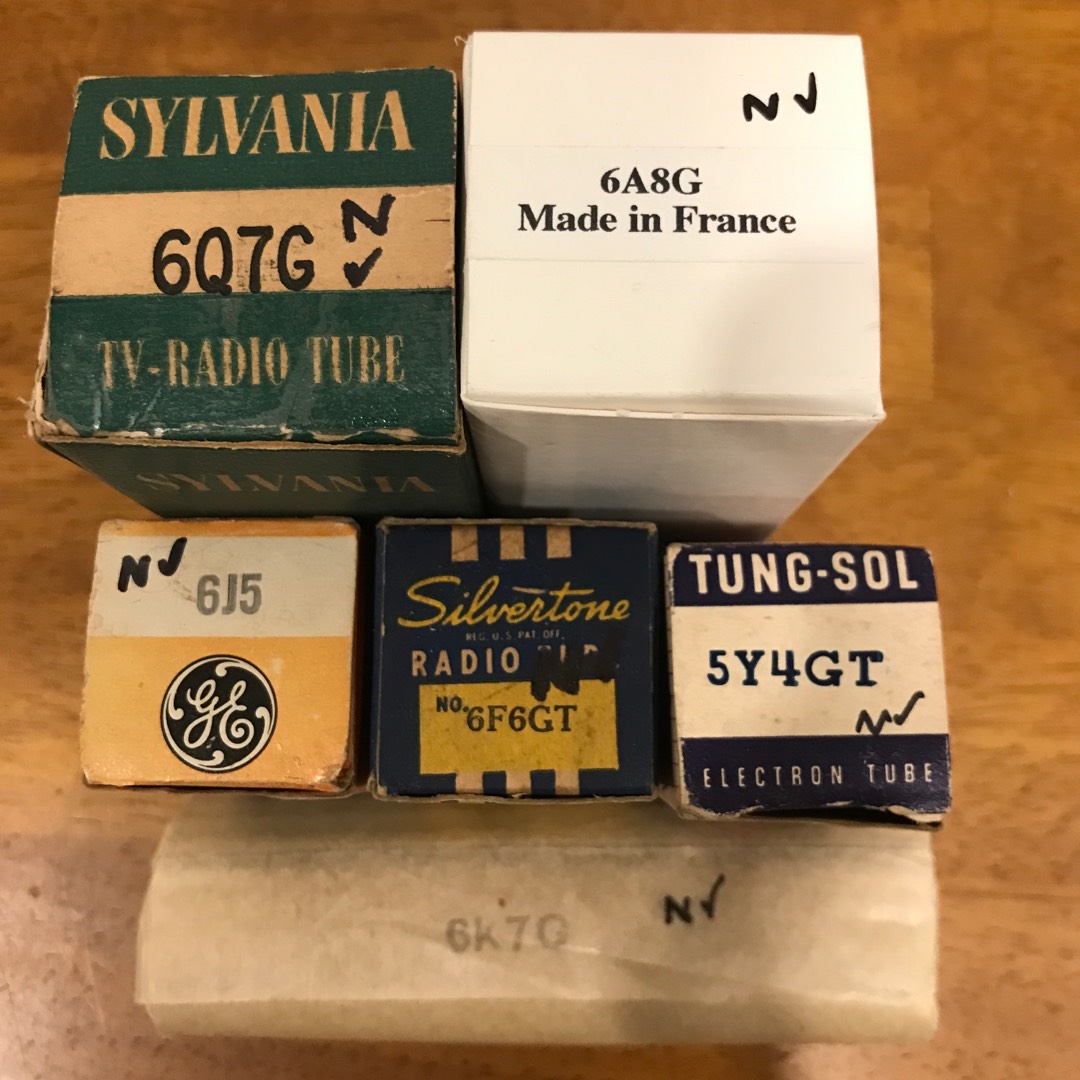 SYLVANIA
6Q7G
N ✓
TV-RADIO TUBE
SYLVANIA
N ✓
6A8G
Made in France
N ✓
6J5
GE
Silvertone
REG. U.S. PAT. OFF.
RADIO
N ✓
NO. 6F6GT
TUNG-SOL
5Y4GT
N ✓
ELECTRON TUBE
6K7G
N ✓